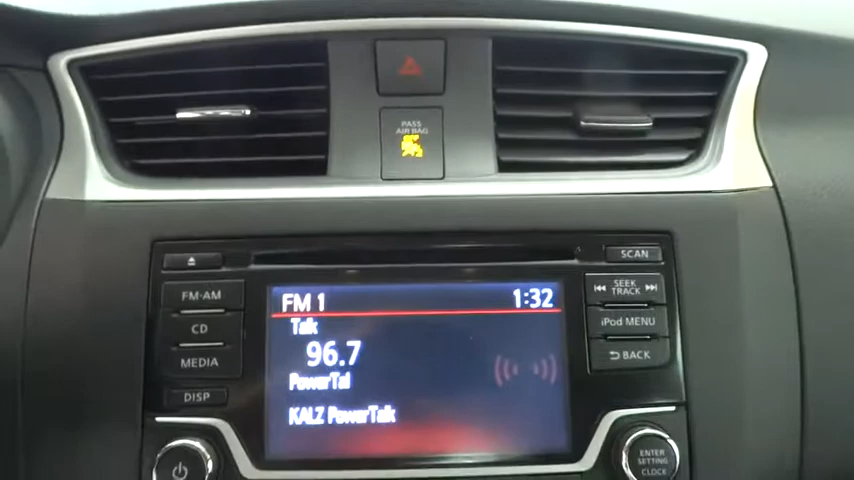 PASS
AIR BAG
SCAN
FM·AM
SEEK
TRACK
FM 1
1:32
CD
Talk
iPod MENU
96.7
MEDIA
BACK
PowerTal
DISP
KALZ PowerTalk
ENTER
SETTING
CLOCK